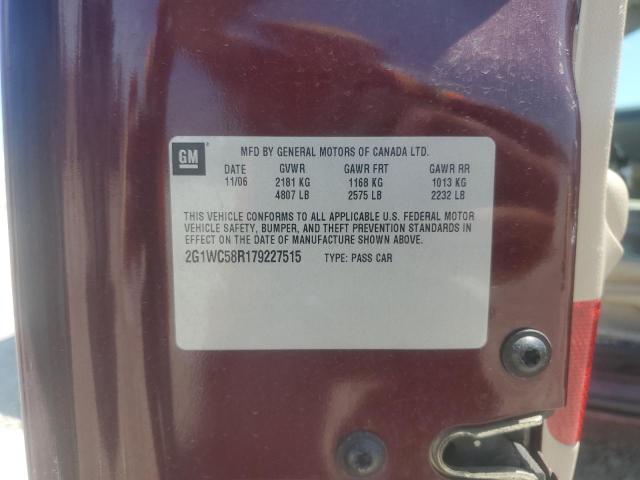 GM
MFD BY GENERAL MOTORS OF CANADA LTD.
DATE GVWR GAWR FRT GAWR RR
11/06 2181 KG 1168 KG 1013 KG
4807 LB 2575 LB 2232 LB
THIS VEHICLE CONFORMS TO ALL APPLICABLE U.S. FEDERAL MOTOR
VEHICLE SAFETY, BUMPER, AND THEFT PREVENTION STANDARDS IN
EFFECT ON THE DATE OF MANUFACTURE SHOWN ABOVE.
2G1WC58R179227515 TYPE: PASS CAR